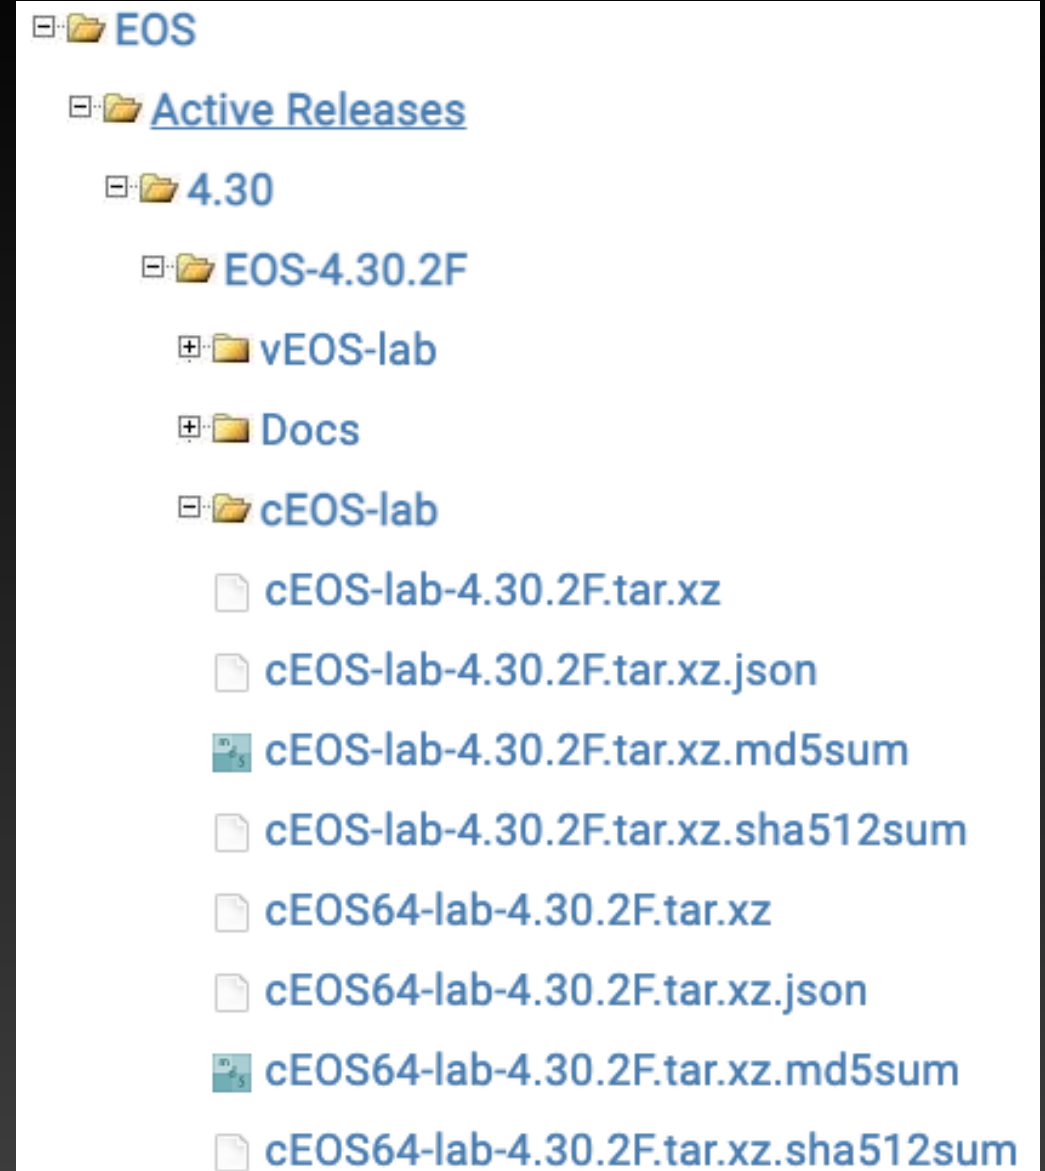 EOS
Active Releases
4.30
EOS-4.30.2F
vEOS-lab
Docs
cEOS-lab
cEOS-lab-4.30.2F.tar.xz
cEOS-lab-4.30.2F.tar.xz.json
cEOS-lab-4.30.2F.tar.xz.md5sum
cEOS-lab-4.30.2F.tar.xz.sha512sum
cEOS64-lab-4.30.2F.tar.xz
cEOS64-lab-4.30.2F.tar.xz.json
cEOS64-lab-4.30.2F.tar.xz.md5sum
cEOS64-lab-4.30.2F.tar.xz.sha512sum